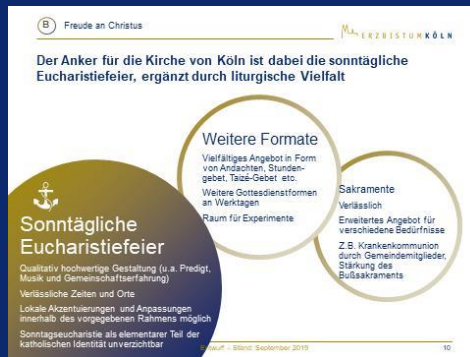 B Freude an Christus
ERZBISTUM KÖLN
Der Anker für die Kirche von Köln ist dabei die sonntägliche
Eucharistiefeier, ergänzt durch liturgische Vielfalt
Weitere Formate
Vielfältiges Angebot in Form
von Andachten, Stunden-
gebet, Taizé-Gebet etc.
Weitere Gottesdienstformen
an Werktagen
Raum für Experimente
Sakramente
Verlässlich
Erweitertes Angebot für
verschiedene Bedürfnisse
Z.B. Krankenkommunion
durch Gemeindemitglieder,
Stärkung des
Bußsakraments
Sonntägliche
Eucharistiefeier
Qualitativ hochwertige Gestaltung (u.a. Predigt,
Musik und Gemeinschaftserfahrung)
Verlässliche Zeiten und Orte
Lokale Akzentuierungen und Anpassungen
innerhalb des vorgegebenen Rahmens möglich
Sonntagseucharistie als elementarer Teil der
katholischen Identität unverzichtbar
Entwurf - Stand: September 2019
10